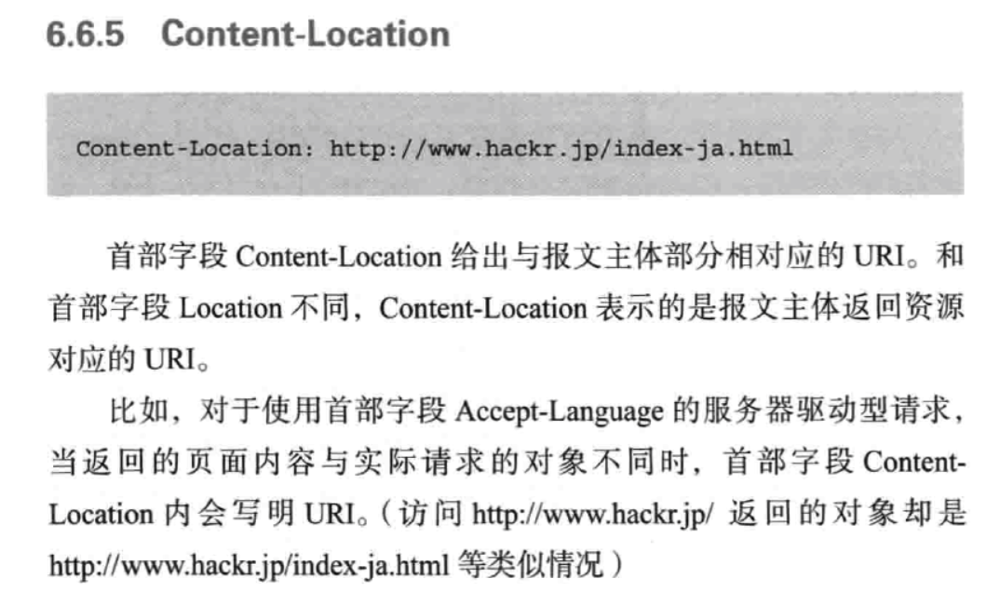 6.6.5 Content-Location
Content-Location: http://www.hackr.jp/index-ja.html
首部字段 Content-Location 给出与报文主体部分相对应的 URI。和
首部字段 Location 不同，Content-Location 表示的是报文主体返回资源
对应的 URI。
比如，对于使用首部字段 Accept-Language 的服务器驱动型请求，
当返回的页面内容与实际请求的对象不同时，首部字段 Content-
Location 内会写明 URI。（访问 http://www.hackr.jp/ 返回的对象却是
http://www.hackr.jp/index-ja.html 等类似情况）